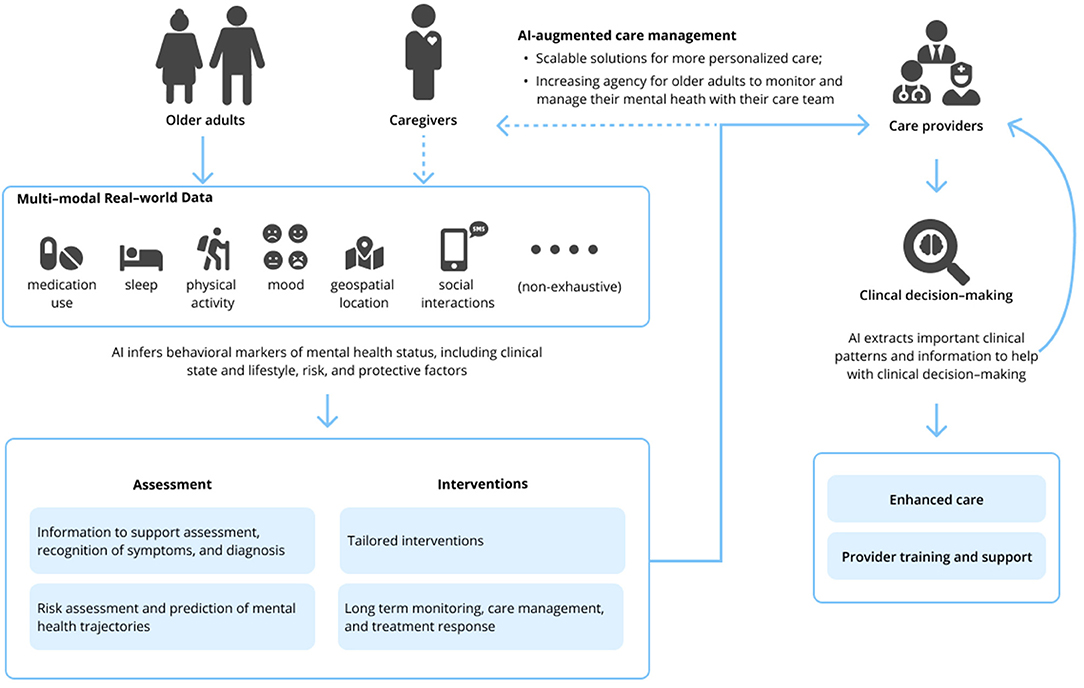 Older adults
Caregivers
AI-augmented care management
• Scalable solutions for more personalized care;
• Increasing agency for older adults to monitor and
manage their mental heath with their care team
Care providers
Multi–modal Real–world Data
medication
use
sleep
physical
activity
mood
geospatial
location
SMS
social
interactions
(non-exhaustive)
AI infers behavioral markers of mental health status, including clinical
state and lifestyle, risk, and protective factors
Assessment
Information to support assessment,
recognition of symptoms, and diagnosis
Risk assessment and prediction of mental
health trajectories
Interventions
Tailored interventions
Long term monitoring, care management,
and treatment response
Clincal decision–making
AI extracts important clinical
patterns and information to help
with clinical decision–making
Enhanced care
Provider training and support